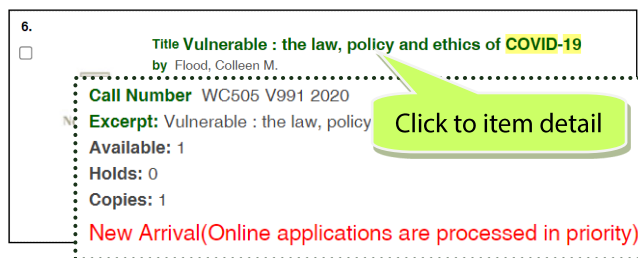 6.
Title Vulnerable : the law, policy and ethics of COVID-19
by Flood, Colleen M.
Call Number WC505 V991 2020
Excerpt: Vulnerable : the law, policy
Click to item detail
Available: 1
Holds: 0
Copies: 1
New Arrival(Online applications are processed in priority)